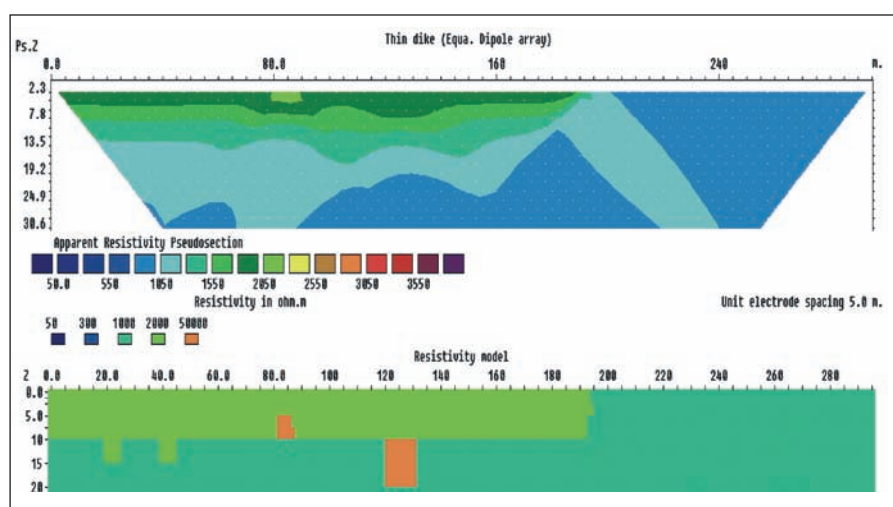 Thin dike (Equa. Dipole array)
Ps.Z
0.0 80.0 160 240 m.
2.3
7.8
13.5
19.2
24.9
30.6
Apparent Resistivity Pseudosection
50.0 550 1050 1550 2050 2550 3050 3550
Resistivity in ohm.m
Unit electrode spacing 5.0 m.
50 300 1000 2000 50000
Resistivity model
Z 0.0 20.0 40.0 60.0 80.0 100.0 120 140 160 180 200 220 240 260 280
0.0
5.0
10
15
20